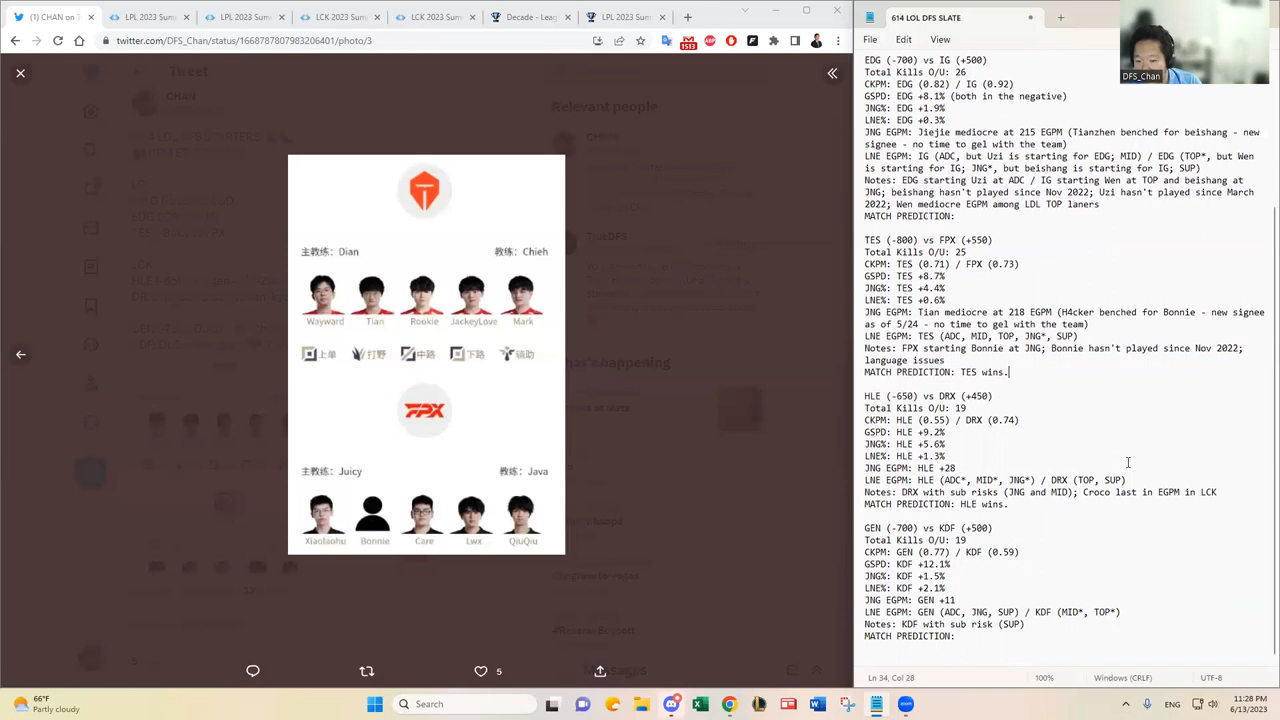 (1) CHAN on T
LPL 2023 Summ
LPL 2023 Summ
LCK 2023 Sum
LCK 2023 Sum
Decade - Leag
LPL 2023 Sum
twitter.com/DFS_Chan/status/1668787807983206401/photo/3
1513
Tweet
CHAN
Relevant people
主教练：Dian
教练：Chieh
Wayward
Tian
Rookie
JackeyLove
Mark
上单
打野
中路
下路
辅助
FPX
主教练：Juicy
教练：Java
Xiaolaohu
Bonnie
Care
Lwx
QiuQiu
5
Messages
614 LOL DFS SLATE
File
Edit
View
DFS_Chan
EDG (-700) vs IG (+500)
Total Kills O/U: 26
CKPM: EDG (0.82) / IG (0.92)
GSPD: EDG +8.1% (both in the negative)
JNG%: EDG +1.9%
LNE%: EDG +0.3%
JNG EGPM: Jiejie mediocre at 215 EGPM (Tianzhen benched for beishang - new
signee - no time to gel with the team)
LNE EGPM: IG (ADC, but Uzi is starting for EDG; MID) / EDG (TOP*, but Wen
is starting for IG; JNG*, but beishang is starting for IG; SUP)
Notes: EDG starting Uzi at ADC / IG starting Wen at TOP and beishang at
JNG; beishang hasn't played since Nov 2022; Uzi hasn't played since March
2022; Wen mediocre EGPM among LDL TOP laners
MATCH PREDICTION:
TES (-800) vs FPX (+550)
Total Kills O/U: 25
CKPM: TES (0.71) / FPX (0.73)
GSPD: TES +8.7%
JNG%: TES +4.4%
LNE%: TES +0.6%
JNG EGPM: Tian mediocre at 218 EGPM (H4cker benched for Bonnie - new signee
as of 5/24 - no time to gel with the team)
LNE EGPM: TES (ADC, MID, TOP, JNG*, SUP)
Notes: FPX starting Bonnie at JNG; Bonnie hasn't played since Nov 2022;
language issues
MATCH PREDICTION: TES wins.
HLE (-650) vs DRX (+450)
Total Kills O/U: 19
CKPM: HLE (0.55) / DRX (0.74)
GSPD: HLE +9.2%
JNG%: HLE +5.6%
LNE%: HLE +1.3%
JNG EGPM: HLE +28
LNE EGPM: HLE (ADC*, MID*, JNG*) / DRX (TOP, SUP)
Notes: DRX with sub risks (JNG and MID); Croco last in EGPM in LCK
MATCH PREDICTION: HLE wins.
GEN (-700) vs KDF (+500)
Total Kills O/U: 19
CKPM: GEN (0.77) / KDF (0.59)
GSPD: KDF +12.1%
JNG%: KDF +1.5%
LNE%: KDF +2.1%
JNG EGPM: GEN +11
LNE EGPM: GEN (ADC, JNG, SUP) / KDF (MID*, TOP*)
Notes: KDF with sub risk (SUP)
MATCH PREDICTION:
Ln 34, Col 28
100%
Windows (CRLF)
UTF-8
66°F
Partly cloudy
Search
ENG
11:28 PM
6/13/2023